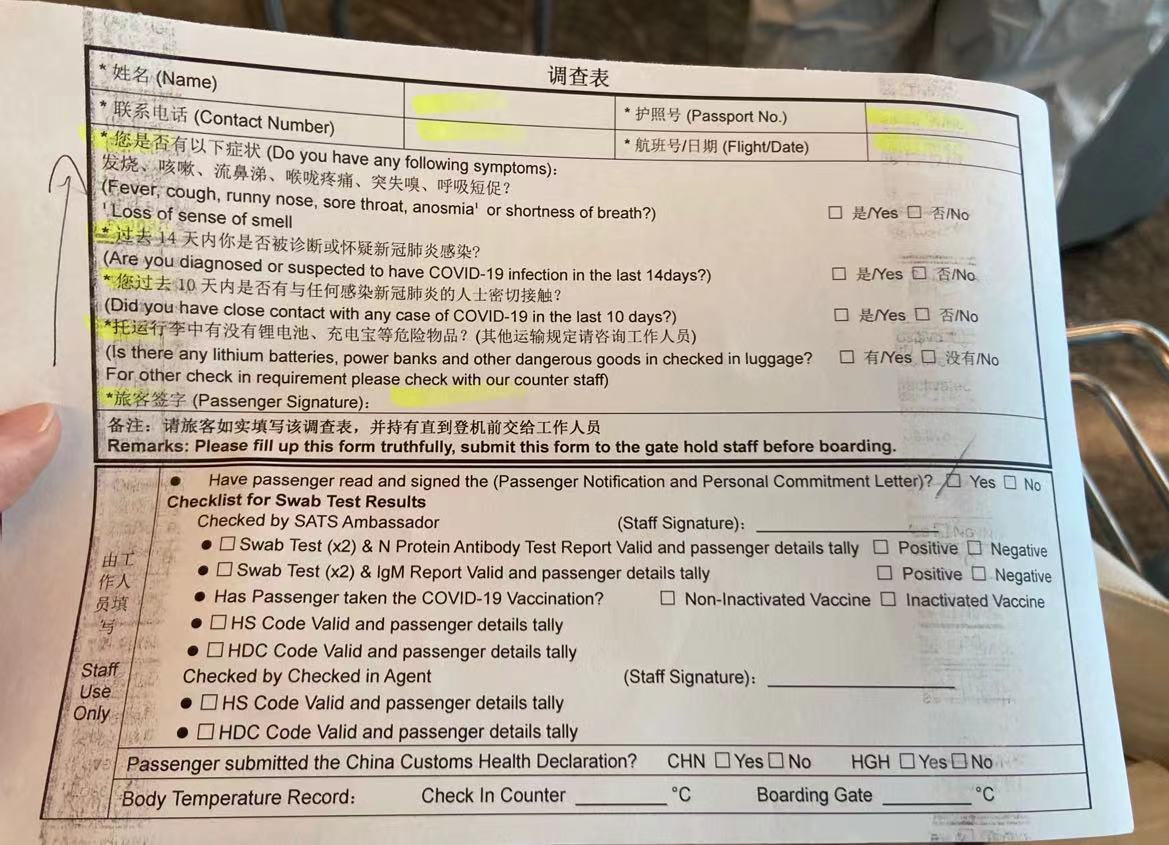 调查表
* 姓名 (Name)
* 联系电话 (Contact Number) * 护照号 (Passport No.)
* 航班号/日期 (Flight/Date)
* 您是否有以下症状 (Do you have any following symptoms):
发烧、咳嗽、流鼻涕、喉咙疼痛、突失嗅、呼吸短促?
(Fever, cough, runny nose, sore throat, anosmia¹ or shortness of breath?) □ 是/Yes □ 否/No
¹Loss of sense of smell
* 过去 14 天内你是否被诊断或怀疑新冠肺炎感染?
(Are you diagnosed or suspected to have COVID-19 infection in the last 14days?) □ 是/Yes □ 否/No
* 您过去 10 天内是否有与任何感染新冠肺炎的人士密切接触?
(Did you have close contact with any case of COVID-19 in the last 10 days?) □ 是/Yes □ 否/No
*托运行李中有没有锂电池、充电宝等危险物品? (其他运输规定请咨询工作人员)
(Is there any lithium batteries, power banks and other dangerous goods in checked in luggage? □ 有/Yes □ 没有/No
For other check in requirement please check with our counter staff)
*旅客签字 (Passenger Signature):
备注: 请旅客如实填写该调查表，并持有直到登机前交给工作人员
Remarks: Please fill up this form truthfully, submit this form to the gate hold staff before boarding.
由工
作人
员填
写
Staff
Use
Only
● Have passenger read and signed the (Passenger Notification and Personal Commitment Letter)? □ Yes □ No
Checklist for Swab Test Results
Checked by SATS Ambassador (Staff Signature): ____________
● □ Swab Test (x2) & N Protein Antibody Test Report Valid and passenger details tally □ Positive □ Negative
● □ Swab Test (x2) & IgM Report Valid and passenger details tally □ Positive □ Negative
● Has Passenger taken the COVID-19 Vaccination? □ Non-Inactivated Vaccine □ Inactivated Vaccine
● □ HS Code Valid and passenger details tally
● □ HDC Code Valid and passenger details tally
Checked by Checked in Agent (Staff Signature): ____________
● □ HS Code Valid and passenger details tally
● □ HDC Code Valid and passenger details tally
Passenger submitted the China Customs Health Declaration? CHN □ Yes □ No HGH □ Yes □ No
Body Temperature Record: Check In Counter ________ °C Boarding Gate ________ °C